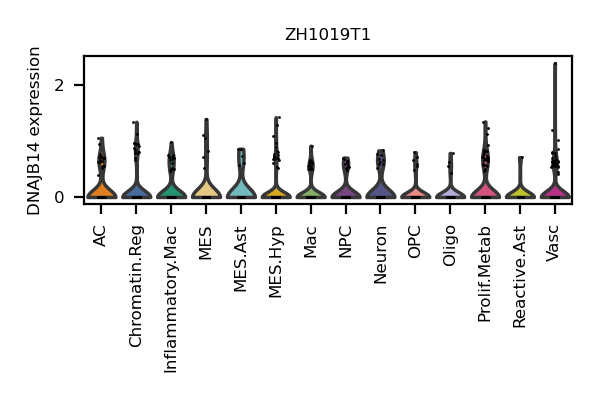 ZH1019T1
DNAJB14 expression
2
0
AC
Chromatin.Reg
Inflammatory.Mac
MES
MES.Ast
MES.Hyp
Mac
NPC
Neuron
OPC
Oligo
Prolif.Metab
Reactive.Ast
Vasc